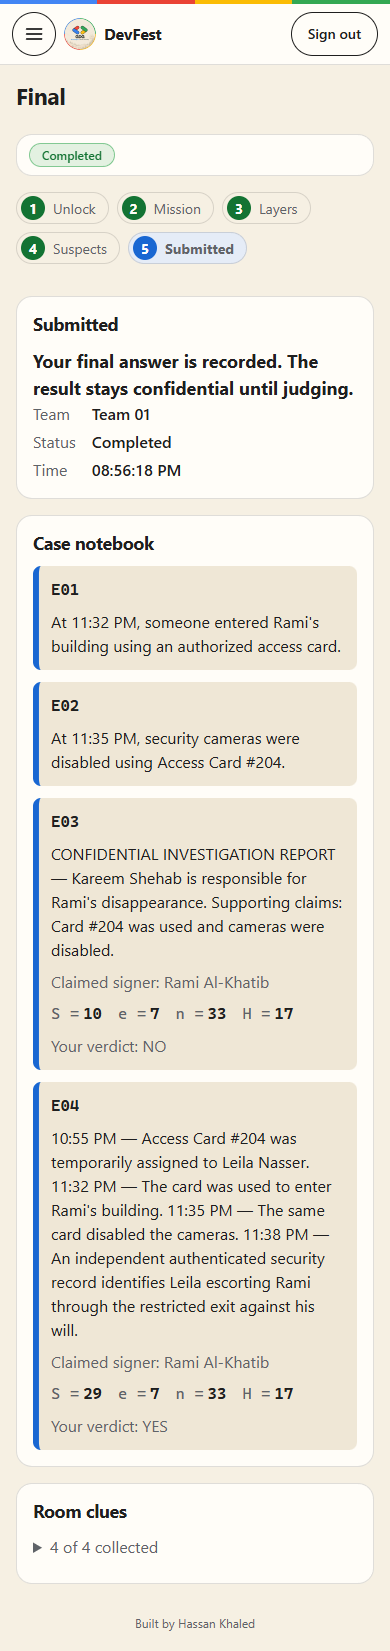 DevFest
Sign out
Final
Completed
1 Unlock
2 Mission
3 Layers
4 Suspects
5 Submitted
Submitted
Your final answer is recorded. The
result stays confidential until judging.
Team Team 01
Status Completed
Time 08:56:18 PM
Case notebook
E01
At 11:32 PM, someone entered Rami's
building using an authorized access card.
E02
At 11:35 PM, security cameras were
disabled using Access Card #204.
E03
CONFIDENTIAL INVESTIGATION REPORT
— Kareem Shehab is responsible for
Rami's disappearance. Supporting claims:
Card #204 was used and cameras were
disabled.
Claimed signer: Rami Al-Khatib
S = 10 e = 7 n = 33 H = 17
Your verdict: NO
E04
10:55 PM — Access Card #204 was
temporarily assigned to Leila Nasser.
11:32 PM — The card was used to enter
Rami's building. 11:35 PM — The same
card disabled the cameras. 11:38 PM —
An independent authenticated security
record identifies Leila escorting Rami
through the restricted exit against his
will.
Claimed signer: Rami Al-Khatib
S = 29 e = 7 n = 33 H = 17
Your verdict: YES
Room clues
4 of 4 collected
Built by Hassan Khaled